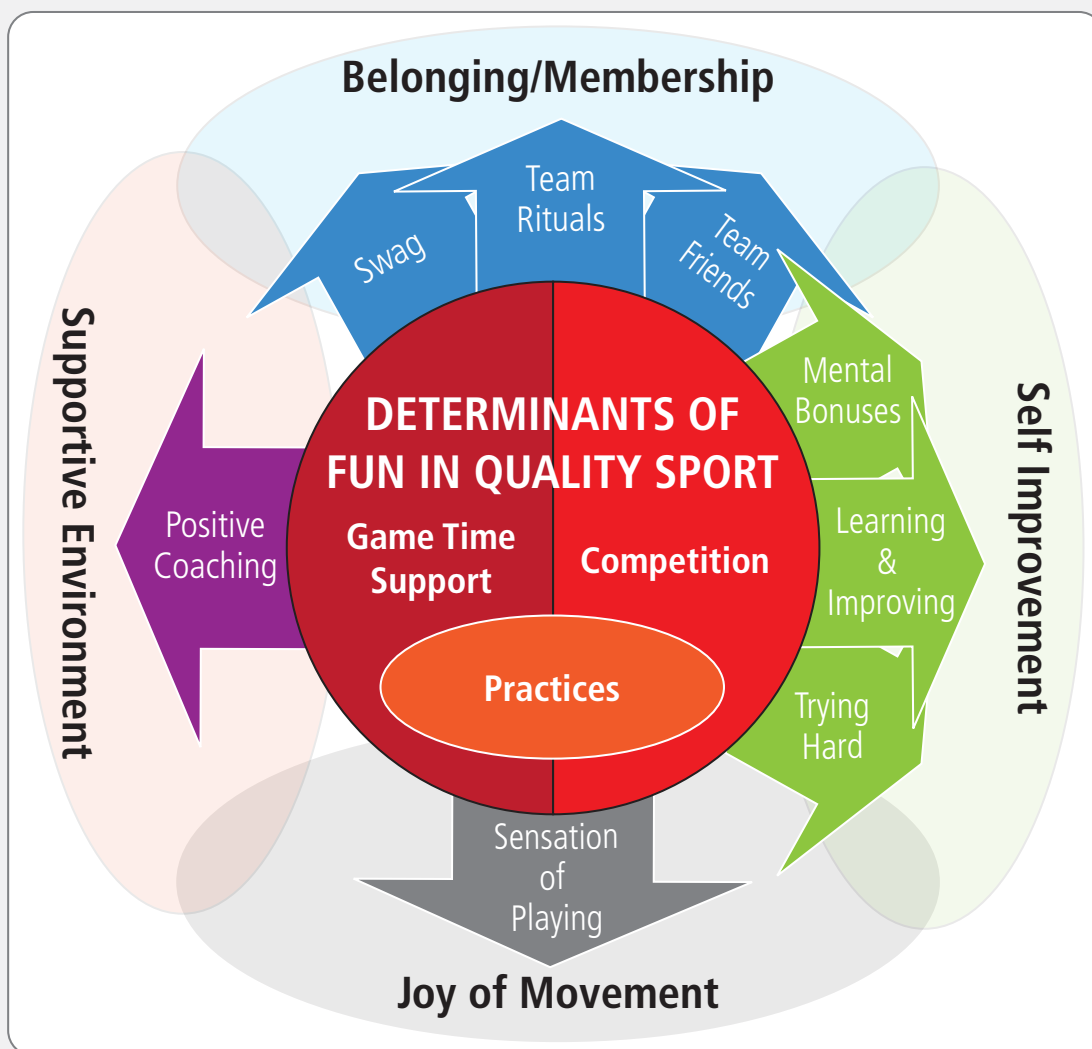 Belonging/Membership
Team
Rituals
Swag
Team
Friends
Supportive Environment
Positive
Coaching
DETERMINANTS OF
FUN IN QUALITY SPORT
Game Time
Support
Competition
Practices
Mental
Bonuses
Learning
&
Improving
Trying
Hard
Self Improvement
Sensation
of
Playing
Joy of Movement